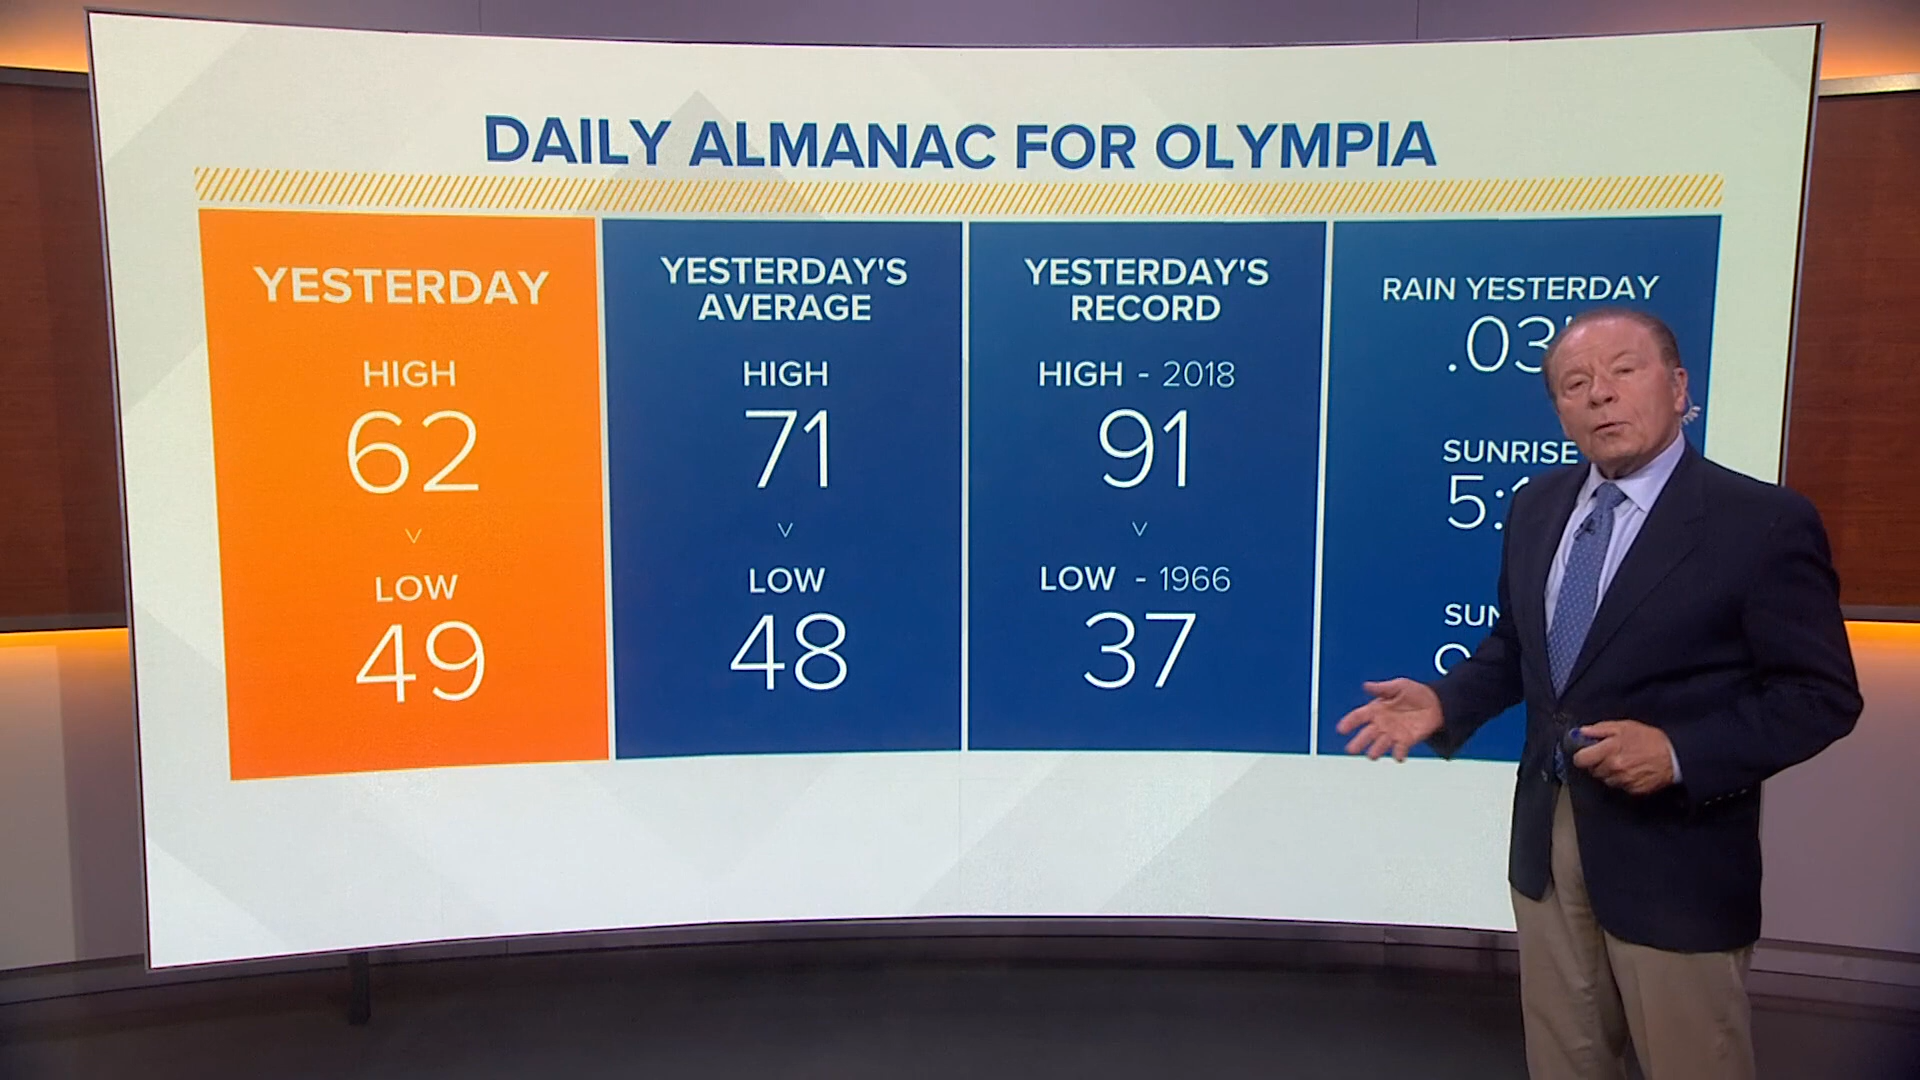 DAILY ALMANAC FOR OLYMPIA
YESTERDAY
HIGH
62
LOW
49
YESTERDAY'S
AVERAGE
HIGH
71
LOW
48
YESTERDAY'S
RECORD
HIGH - 2018
91
LOW - 1966
37
RAIN YESTERDAY
.03
SUNRISE